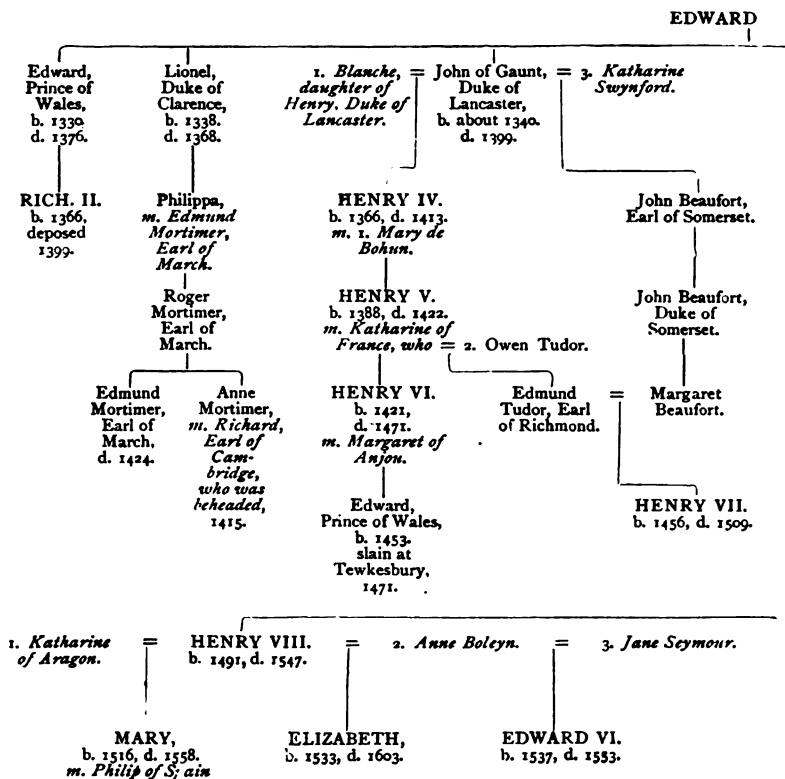 EDWARD
Edward,
Prince of
Wales,
b. 1330.
d. 1376.
Lionel,
Duke of
Clarence,
b. 1338.
d. 1368.
1. Blanche,
daughter of
Henry, Duke of
Lancaster.
=
John of Gaunt,
Duke of
Lancaster,
b. about 1340.
d. 1399.
= 3. Katharine
Swynford.
RICH. II.
b. 1366,
deposed
1399.
Philippa,
m. Edmund
Mortimer,
Earl of
March.
HENRY IV.
b. 1366, d. 1413.
m. 1. Mary de
Bohun.
John Beaufort,
Earl of Somerset.
Roger
Mortimer,
Earl of
March.
HENRY V.
b. 1388, d. 1422.
m. Katharine of
France, who = 2. Owen Tudor.
John Beaufort,
Duke of
Somerset.
Edmund
Mortimer,
Earl of
March,
d. 1424.
Anne
Mortimer,
m. Richard,
Earl of
Cam-
bridge,
who was
beheaded,
1415.
HENRY VI.
b. 1421,
d. 1471.
m. Margaret of
Anjou.
Edmund
Tudor, Earl
of Richmond.
=
Margaret
Beaufort.
Edward,
Prince of Wales,
b. 1453.
slain at
Tewkesbury,
1471.
HENRY VII.
b. 1456, d. 1509.
1. Katharine
of Aragon.
=
HENRY VIII.
b. 1491, d. 1547.
= 2. Anne Boleyn. = 3. Jane Seymour.
MARY,
b. 1516, d. 1558.
m. Philip of S; ain
ELIZABETH,
b. 1533, d. 1603.
EDWARD VI.
b. 1537, d. 1553.